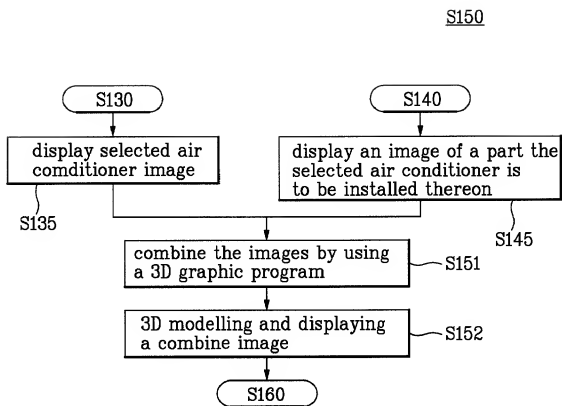 S150
S130
S140
display selected air
comditioner image
S135
display an image of a part the
selected air conditioner is
to be installed thereon
S145
combine the images by using
a 3D graphic program
S151
3D modelling and displaying
a combine image
S152
S160